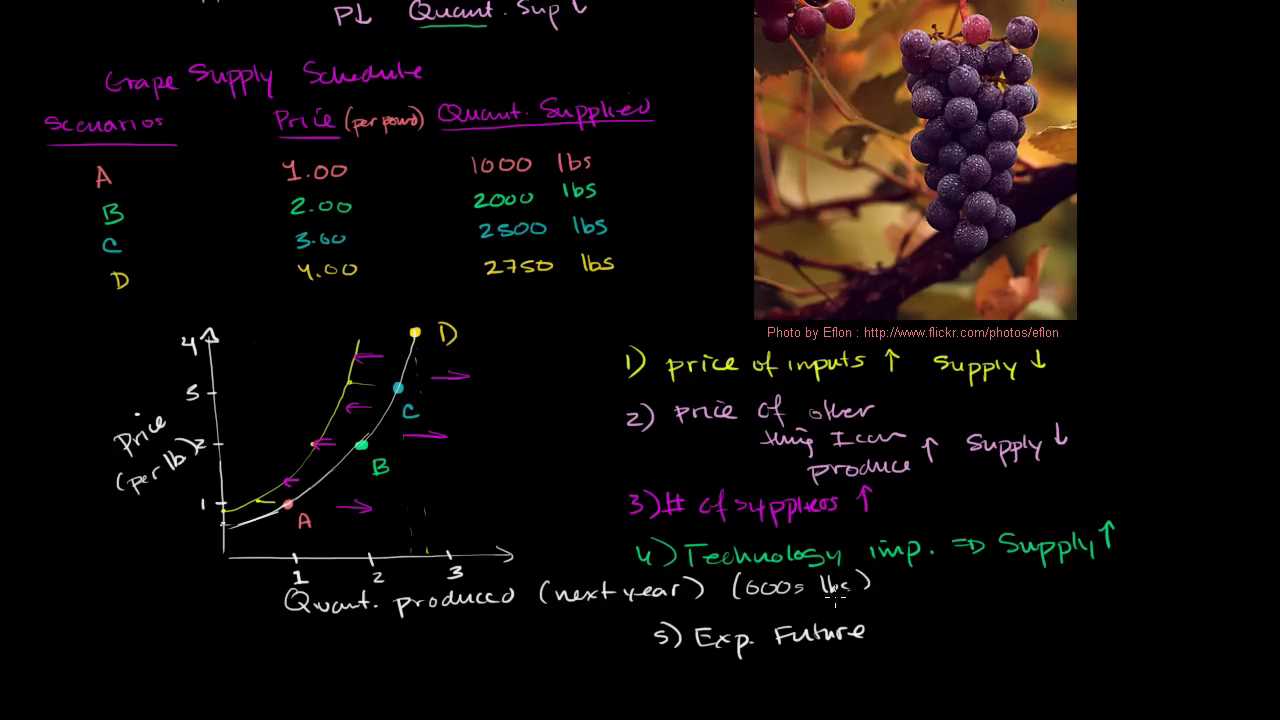 P↓ Quant. Sup ↓
Grape Supply Schedule
Scenarios Price (per pound) Quant. Supplied
A 1.00 1000 lbs
B 2.00 2000 lbs
C 3.00 2500 lbs
D 4.00 2750 lbs
Photo by Eflon : http://www.flickr.com/photos/eflon
4
3
2
1
Price
(per lb)
A
B
C
D
1 2 3
Quant. produced (next year) (000s lbs)
1) price of inputs ↑ Supply ↓
2) price of other
thing I can
produce ↑ Supply ↓
3) # of suppliers ↑
4) Technology imp. => Supply ↑
5) Exp. Future